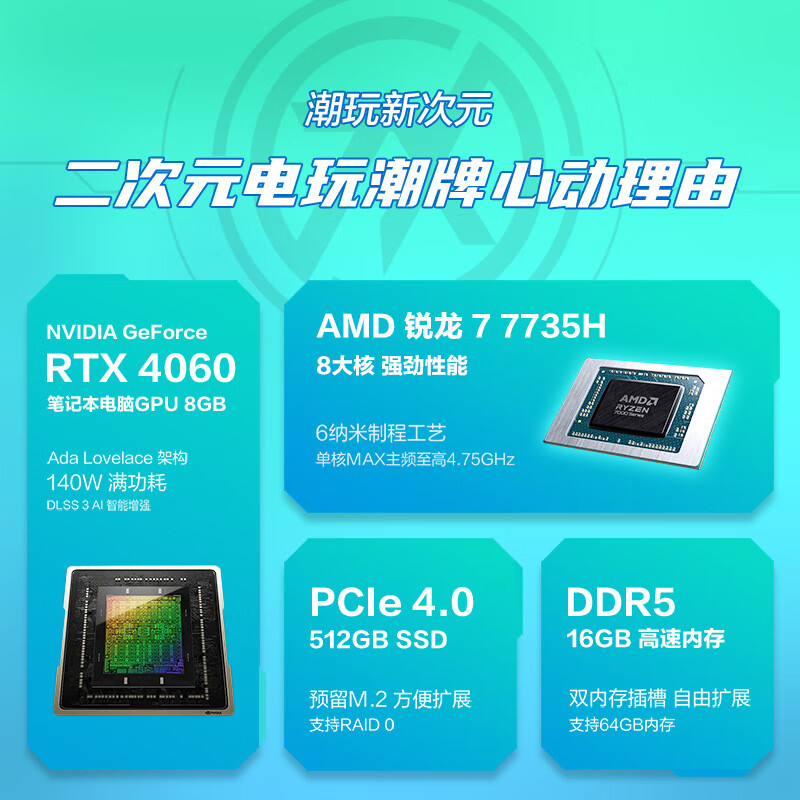 潮玩新次元
二次元电玩潮牌心动理由
NVIDIA GeForce
RTX 4060
笔记本电脑GPU 8GB
Ada Lovelace 架构
140W 满功耗
DLSS 3 AI 智能增强
AMD 锐龙 7 7735H
8大核 强劲性能
6纳米制程工艺
单核MAX主频至高4.75GHz
AMD
RYZEN
7000 Series
PCIe 4.0
512GB SSD
预留M.2 方便扩展
支持RAID 0
DDR5
16GB 高速内存
双内存插槽 自由扩展
支持64GB内存